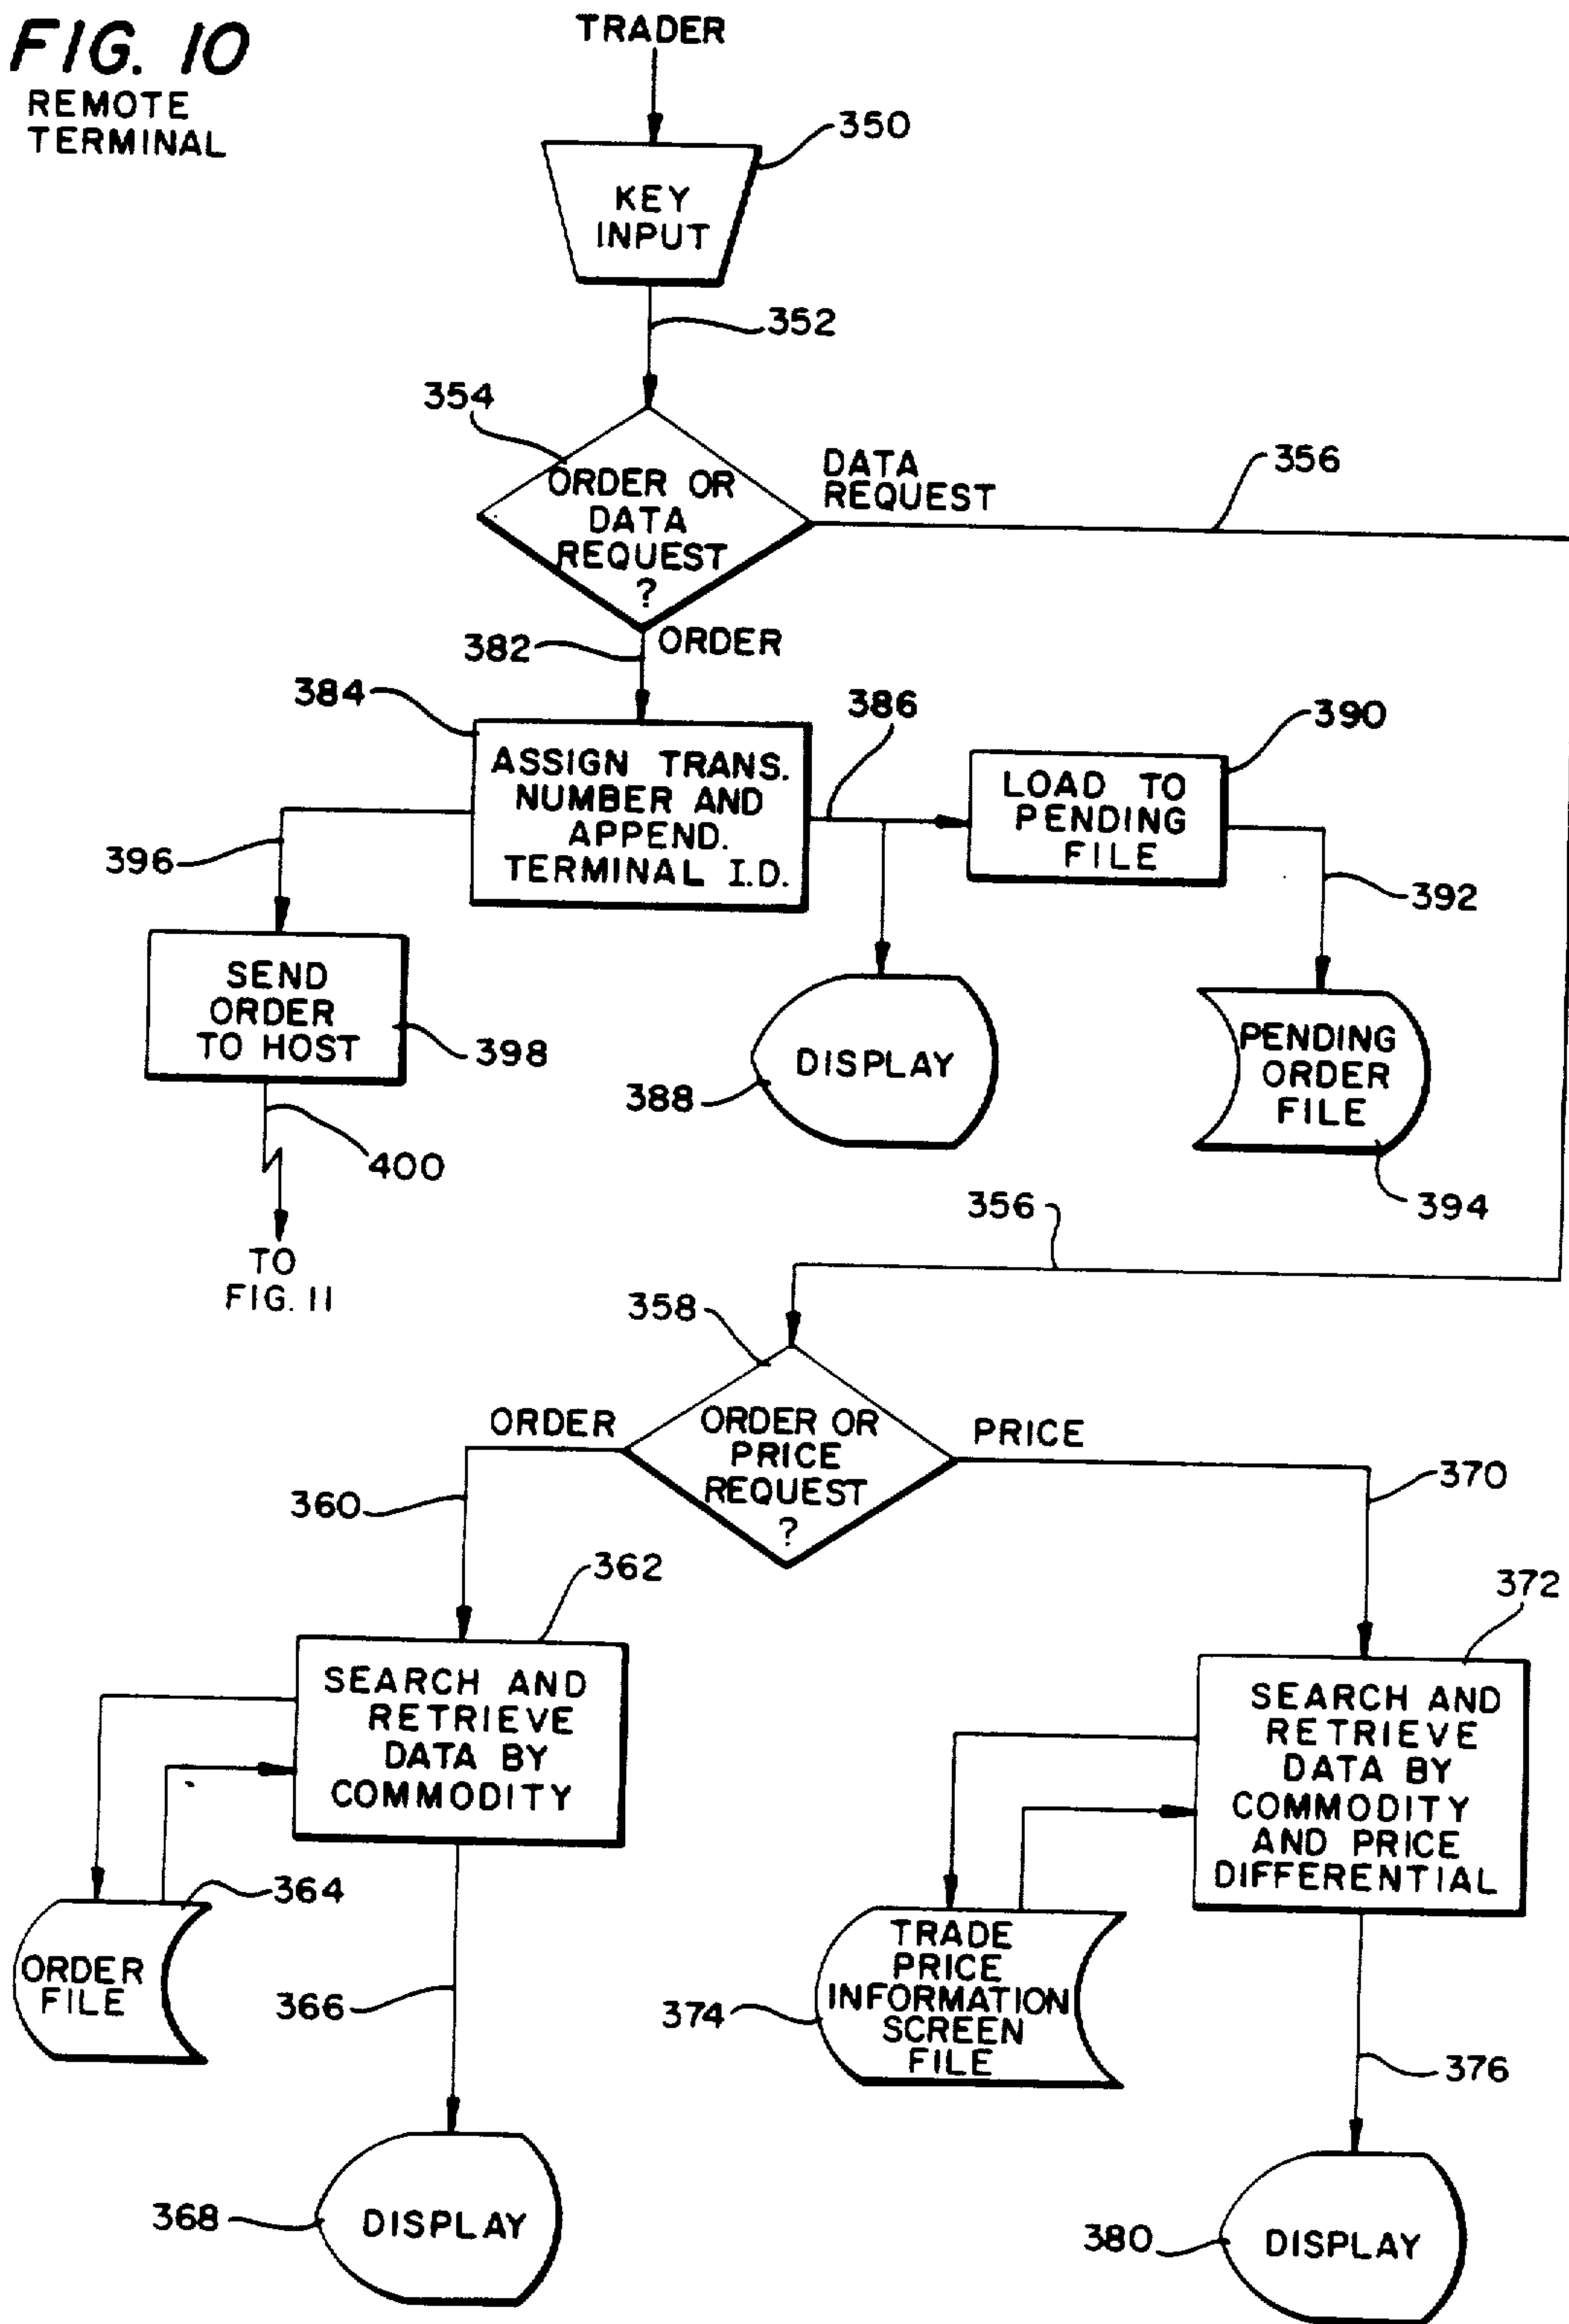 FIG. 10
REMOTE
TERMINAL
TRADER
350
KEY
INPUT
352
354
ORDER OR
DATA
REQUEST
?
DATA
REQUEST
356
382
ORDER
384
ASSIGN TRANS.
NUMBER AND
APPEND.
TERMINAL I.D.
386
390
LOAD TO
PENDING
FILE
392
396
SEND
ORDER
TO HOST
398
388
DISPLAY
PENDING
ORDER
FILE
394
400
TO
FIG. 11
356
358
ORDER
ORDER OR
PRICE
REQUEST
?
PRICE
360
370
362
SEARCH AND
RETRIEVE
DATA BY
COMMODITY
372
SEARCH AND
RETRIEVE
DATA BY
COMMODITY
AND PRICE
DIFFERENTIAL
364
ORDER
FILE
366
374
TRADE
PRICE
INFORMATION
SCREEN
FILE
376
368
DISPLAY
380
DISPLAY